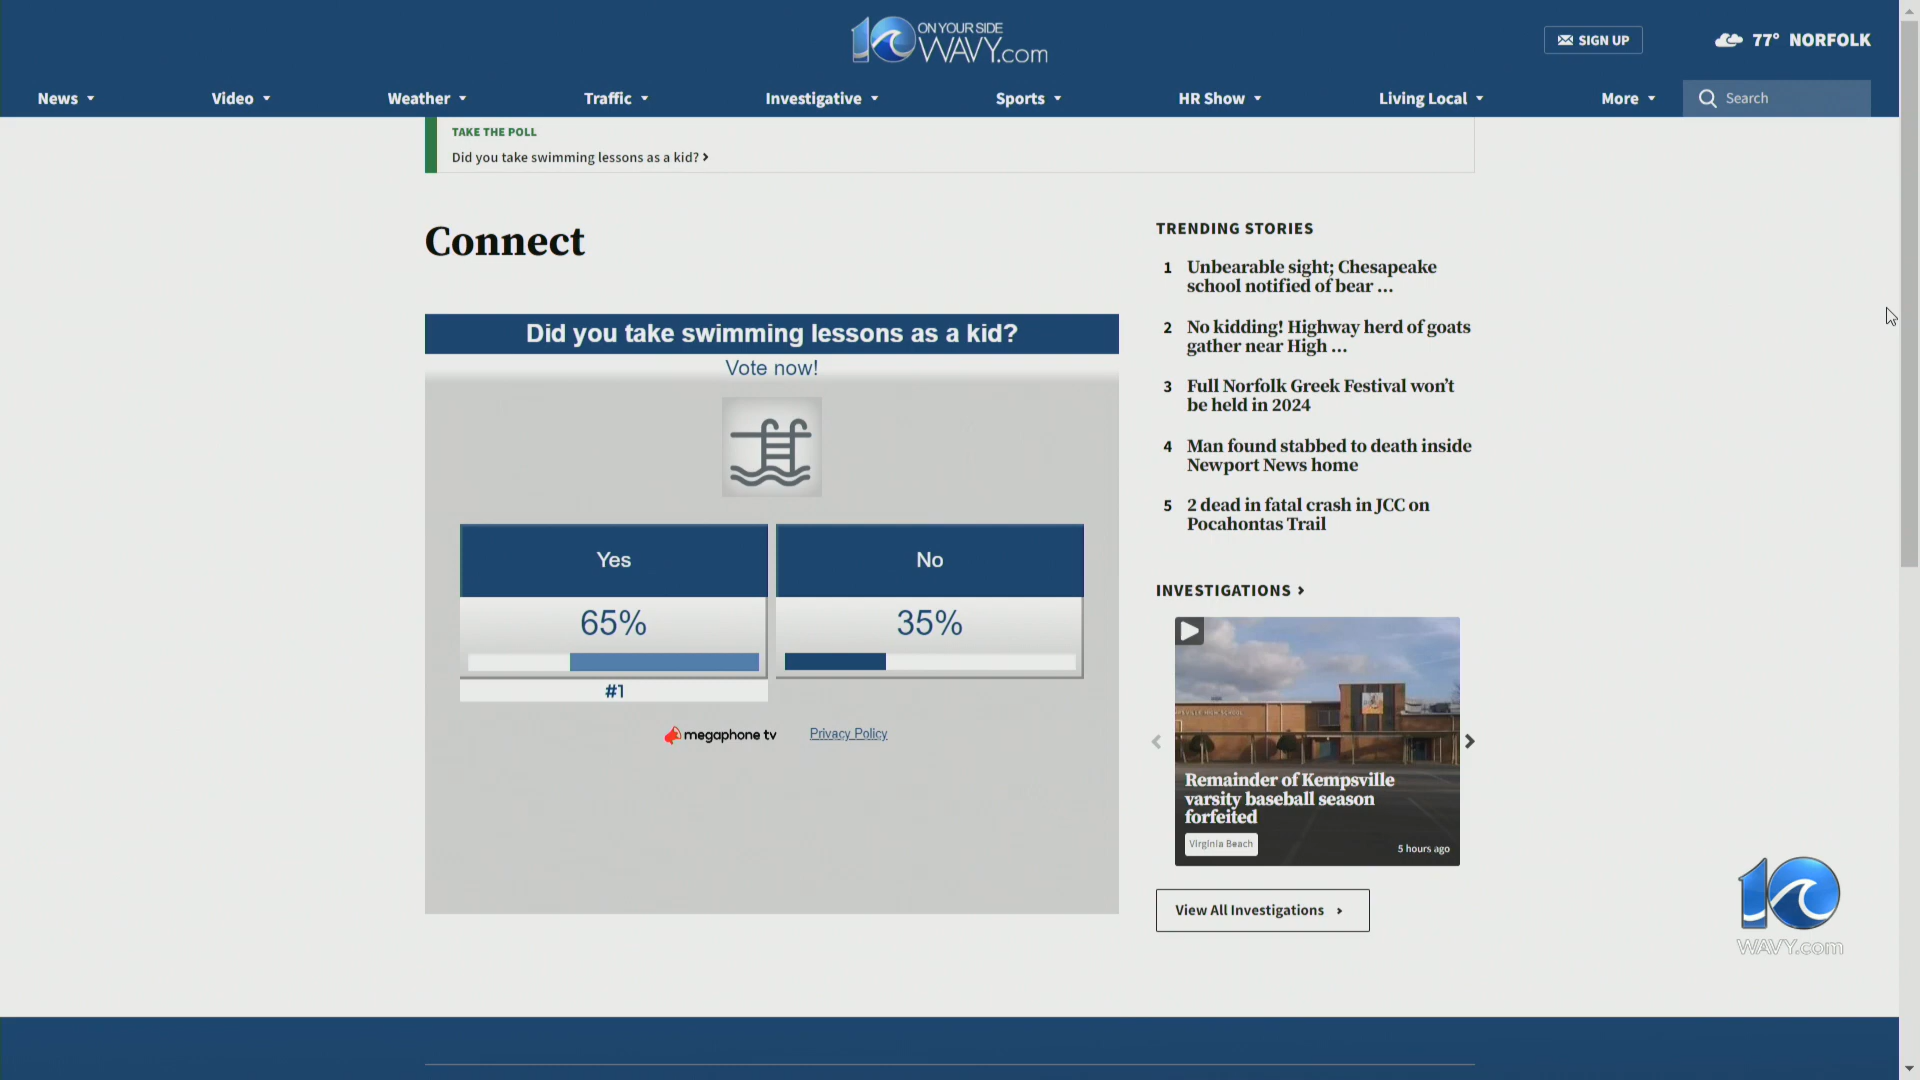 10 ON YOUR SIDE
WAVY.com
SIGN UP
77° NORFOLK
News
Video
Weather
Traffic
Investigative
Sports
HR Show
Living Local
More
Search
TAKE THE POLL
Did you take swimming lessons as a kid?
Connect
Did you take swimming lessons as a kid?
Vote now!
Yes
No
65%
35%
#1
megaphone tv
Privacy Policy
TRENDING STORIES
1 Unbearable sight; Chesapeake
school notified of bear ...
2 No kidding! Highway herd of goats
gather near High ...
3 Full Norfolk Greek Festival won't
be held in 2024
4 Man found stabbed to death inside
Newport News home
5 2 dead in fatal crash in JCC on
Pocahontas Trail
INVESTIGATIONS
Remainder of Kempsville
varsity baseball season
forfeited
Virginia Beach
5 hours ago
View All Investigations
10
WAVY.com